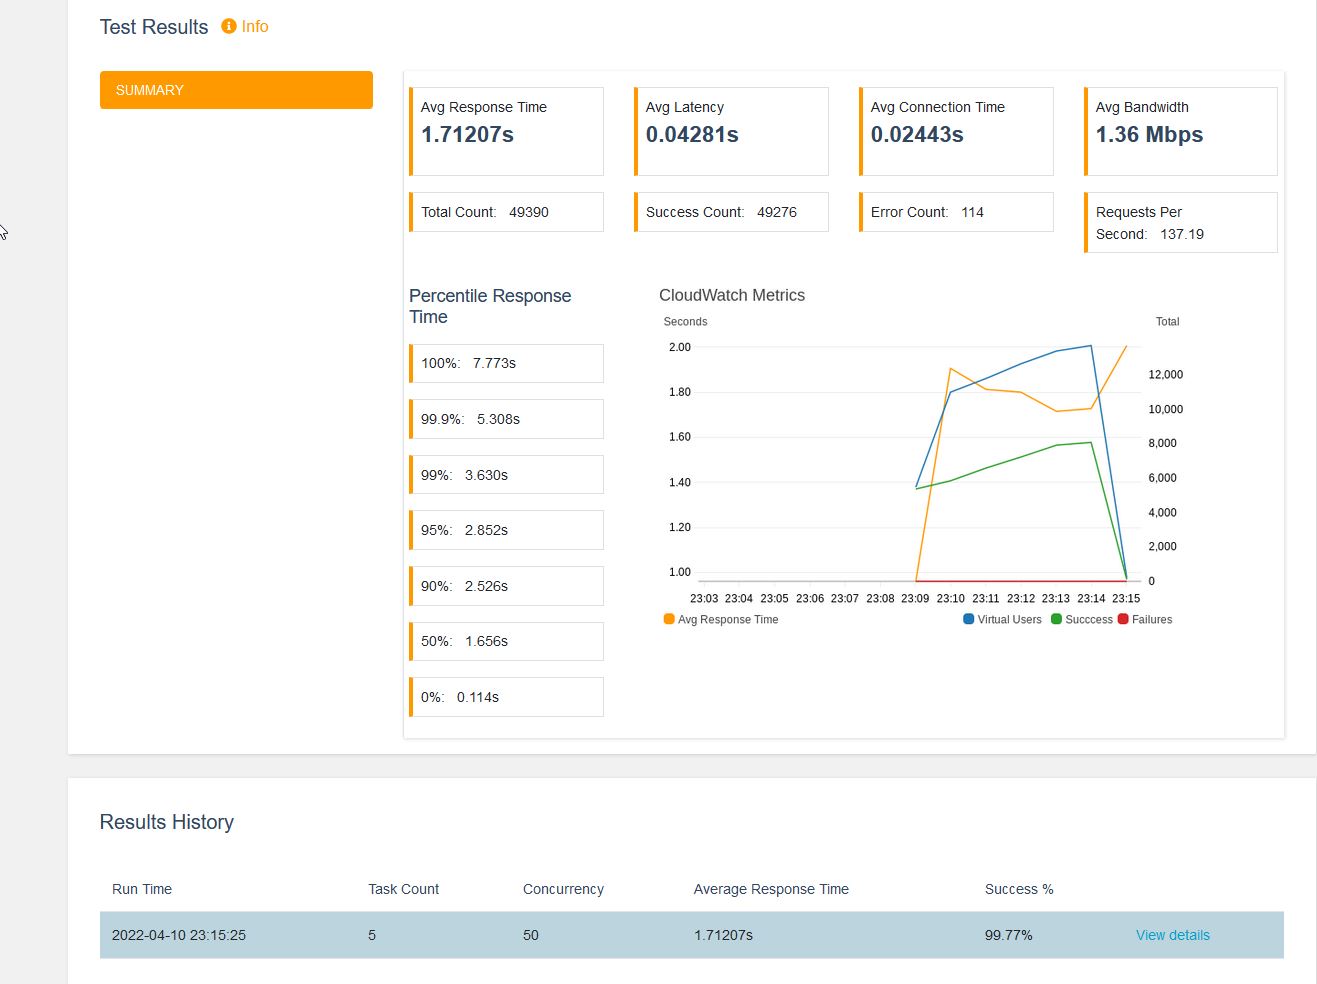 Test Results Info
SUMMARY
Avg Response Time
1.71207s
Avg Latency
0.04281s
Avg Connection Time
0.02443s
Avg Bandwidth
1.36 Mbps
Total Count: 49390
Success Count: 49276
Error Count: 114
Requests Per
Second: 137.19
Percentile Response
Time
100%: 7.773s
99.9%: 5.308s
99%: 3.630s
95%: 2.852s
90%: 2.526s
50%: 1.656s
0%: 0.114s
CloudWatch Metrics
Seconds
Total
2.00
1.80
1.60
1.40
1.20
1.00
12,000
10,000
8,000
6,000
4,000
2,000
0
23:03 23:04 23:05 23:06 23:07 23:08 23:09 23:10 23:11 23:12 23:13 23:14 23:15
Avg Response Time
Virtual Users Succcess Failures
Results History
Run Time Task Count Concurrency Average Response Time Success %
2022-04-10 23:15:25 5 50 1.71207s 99.77% View details